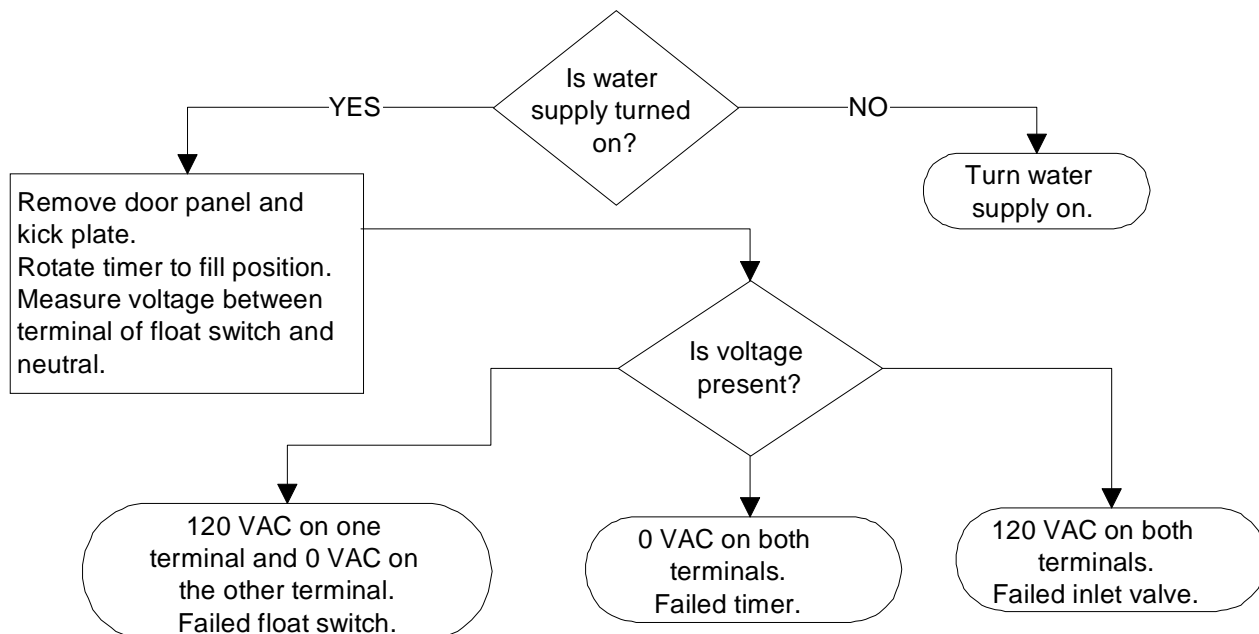 Is water
supply turned
on?
YES
NO
Turn water
supply on.
Remove door panel and
kick plate.
Rotate timer to fill position.
Measure voltage between
terminal of float switch and
neutral.
Is voltage
present?
120 VAC on one
terminal and 0 VAC on
the other terminal.
Failed float switch.
0 VAC on both
terminals.
Failed timer.
120 VAC on both
terminals.
Failed inlet valve.